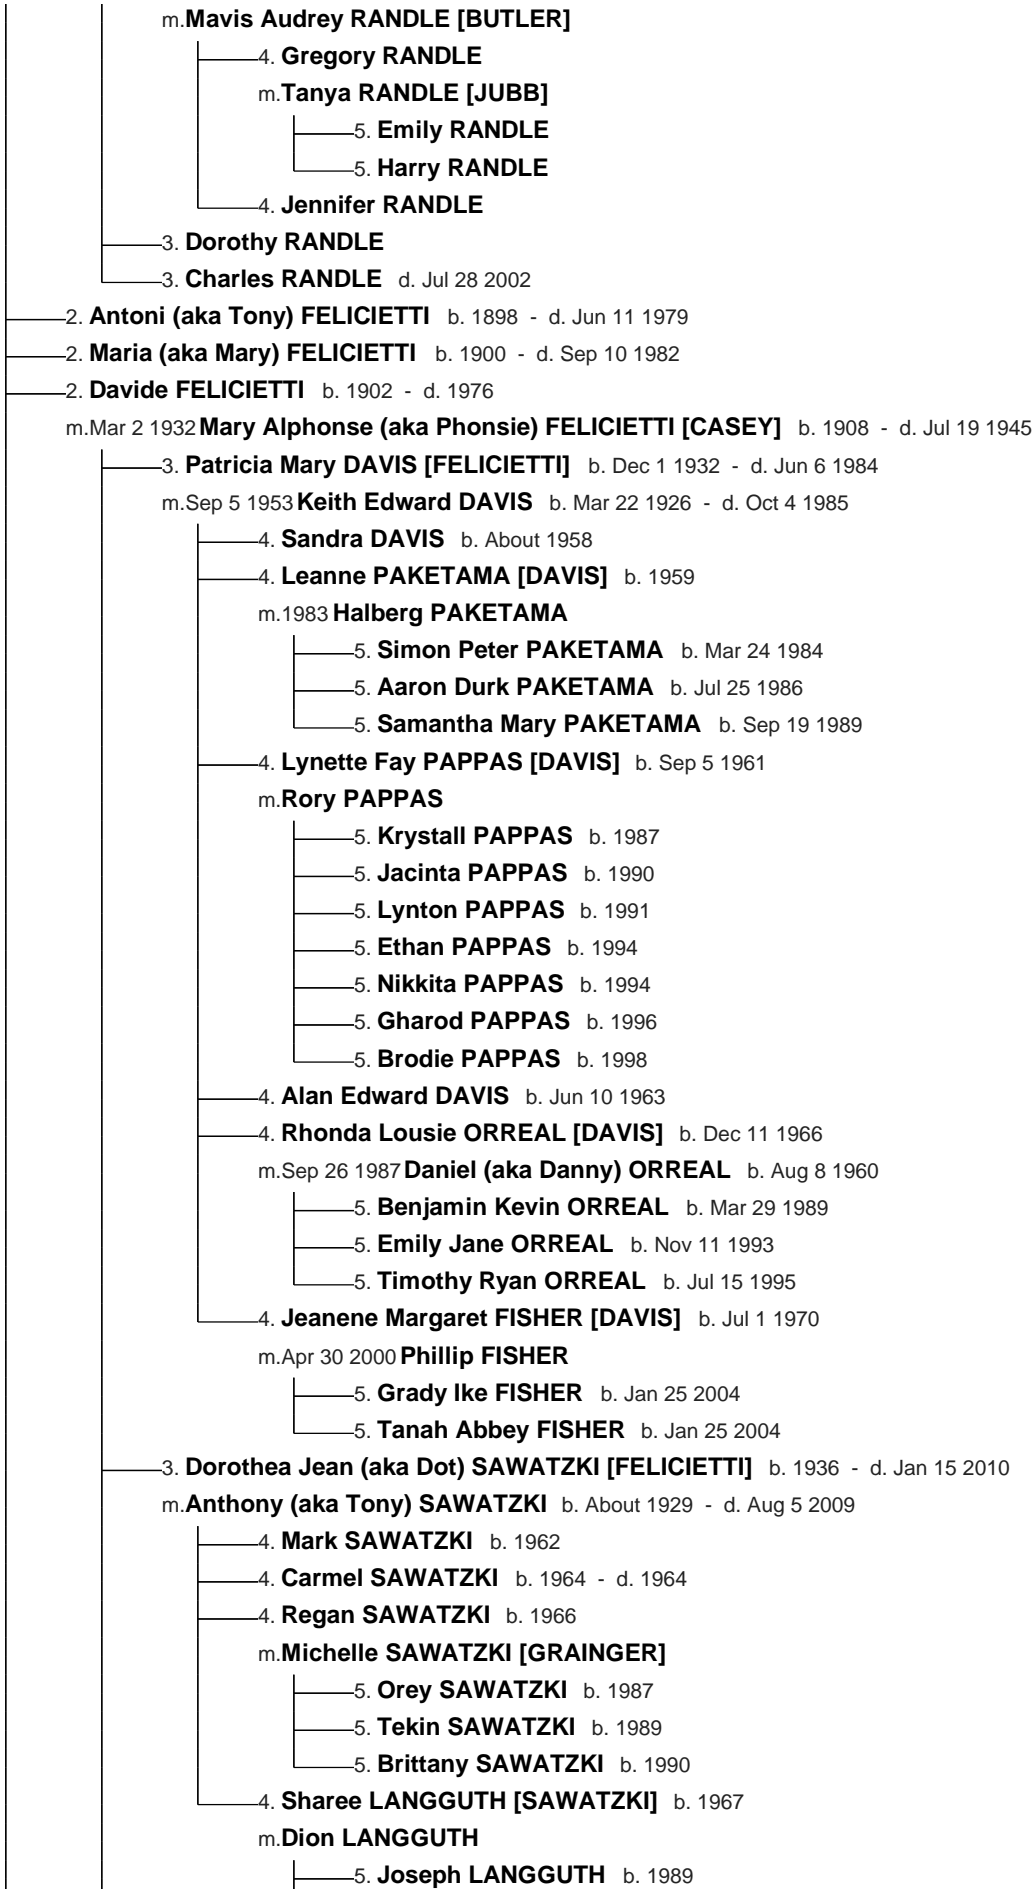 m.Mavis Audrey RANDLE [BUTLER]
4. Gregory RANDLE
m.Tanya RANDLE [JUBB]
5. Emily RANDLE
5. Harry RANDLE
4. Jennifer RANDLE
3. Dorothy RANDLE
3. Charles RANDLE d. Jul 28 2002
2. Antoni (aka Tony) FELICIETTI b. 1898 - d. Jun 11 1979
2. Maria (aka Mary) FELICIETTI b. 1900 - d. Sep 10 1982
2. Davide FELICIETTI b. 1902 - d. 1976
m.Mar 2 1932 Mary Alphonse (aka Phonsie) FELICIETTI [CASEY] b. 1908 - d. Jul 19 1945
3. Patricia Mary DAVIS [FELICIETTI] b. Dec 1 1932 - d. Jun 6 1984
m.Sep 5 1953 Keith Edward DAVIS b. Mar 22 1926 - d. Oct 4 1985
4. Sandra DAVIS b. About 1958
4. Leanne PAKETAMA [DAVIS] b. 1959
m.1983 Halberg PAKETAMA
5. Simon Peter PAKETAMA b. Mar 24 1984
5. Aaron Durk PAKETAMA b. Jul 25 1986
5. Samantha Mary PAKETAMA b. Sep 19 1989
4. Lynette Fay PAPPAS [DAVIS] b. Sep 5 1961
m.Rory PAPPAS
5. Krystall PAPPAS b. 1987
5. Jacinta PAPPAS b. 1990
5. Lynton PAPPAS b. 1991
5. Ethan PAPPAS b. 1994
5. Nikkita PAPPAS b. 1994
5. Gharod PAPPAS b. 1996
5. Brodie PAPPAS b. 1998
4. Alan Edward DAVIS b. Jun 10 1963
4. Rhonda Lousie ORREAL [DAVIS] b. Dec 11 1966
m.Sep 26 1987 Daniel (aka Danny) ORREAL b. Aug 8 1960
5. Benjamin Kevin ORREAL b. Mar 29 1989
5. Emily Jane ORREAL b. Nov 11 1993
5. Timothy Ryan ORREAL b. Jul 15 1995
4. Jeanene Margaret FISHER [DAVIS] b. Jul 1 1970
m.Apr 30 2000 Phillip FISHER
5. Grady Ike FISHER b. Jan 25 2004
5. Tanah Abbey FISHER b. Jan 25 2004
3. Dorothea Jean (aka Dot) SAWATZKI [FELICIETTI] b. 1936 - d. Jan 15 2010
m.Anthony (aka Tony) SAWATZKI b. About 1929 - d. Aug 5 2009
4. Mark SAWATZKI b. 1962
4. Carmel SAWATZKI b. 1964 - d. 1964
4. Regan SAWATZKI b. 1966
m.Michelle SAWATZKI [GRAINGER]
5. Orey SAWATZKI b. 1987
5. Tekin SAWATZKI b. 1989
5. Brittany SAWATZKI b. 1990
4. Sharee LANGGUTH [SAWATZKI] b. 1967
m.Dion LANGGUTH
5. Joseph LANGGUTH b. 1989